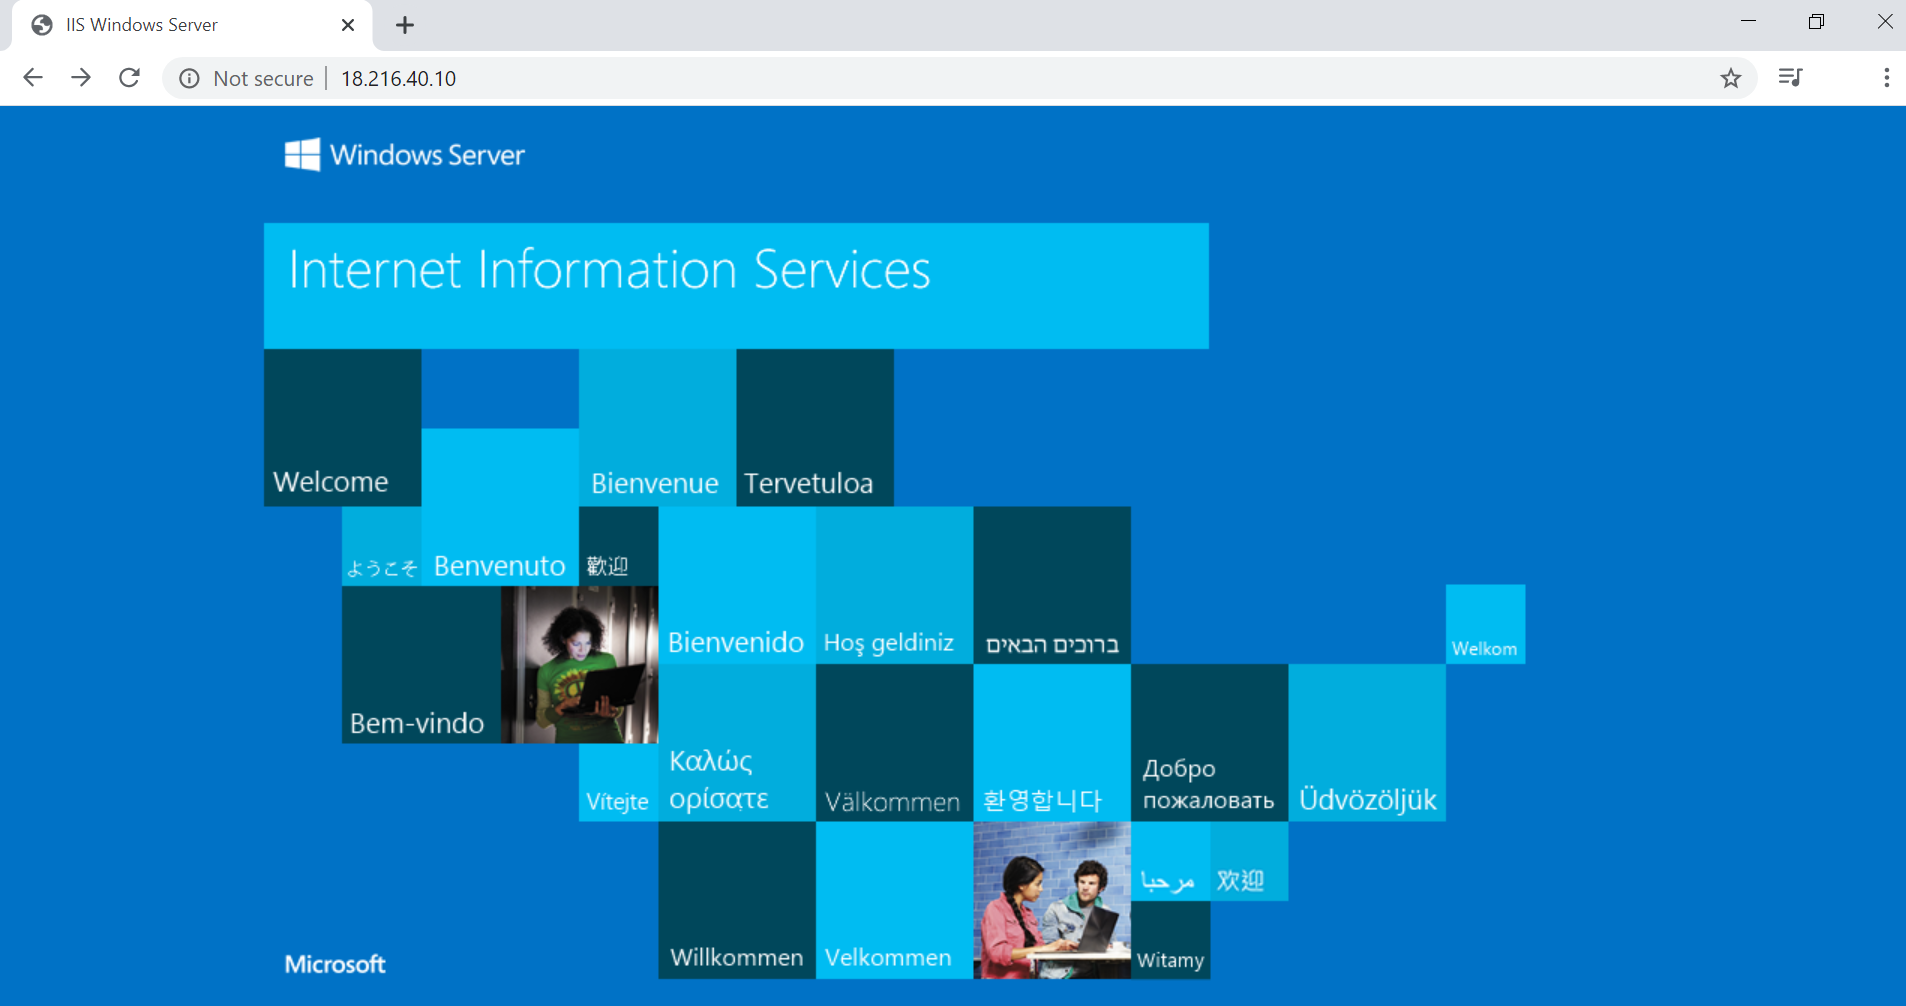 IIS Windows Server
Not secure
18.216.40.10
Windows Server
Internet Information Services
Welcome
Bienvenue
Tervetuloa
ようこそ
Benvenuto
歡迎
Bienvenido
Hoş geldiniz
ברוכים הבאים
Welkom
Bem-vindo
Vítejte
Καλώς
ορίσατε
Välkommen
환영합니다
Добро
пожаловать
Üdvözöljük
Willkommen
Velkommen
مرحبا
欢迎
Witamy
Microsoft